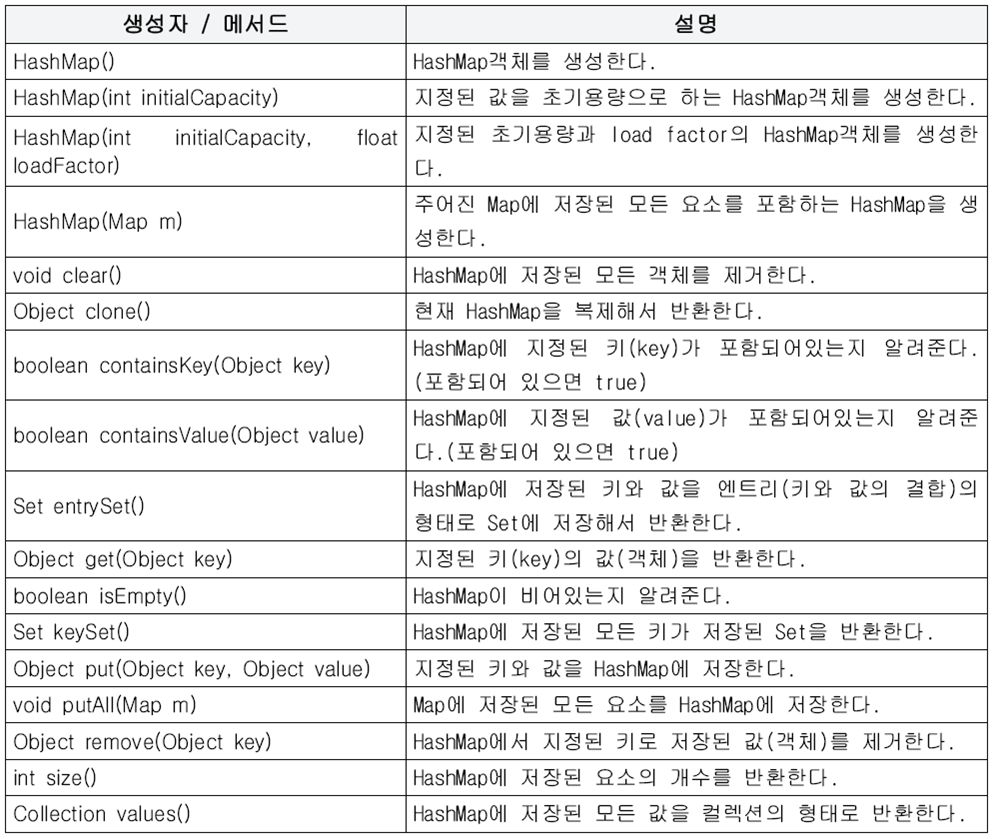 생성자 / 메서드 설명
HashMap() HashMap객체를 생성한다.
HashMap(int initialCapacity) 지정된 값을 초기용량으로 하는 HashMap객체를 생성한다.
HashMap(int initialCapacity, float 지정된 초기용량과 load factor의 HashMap객체를 생성한
loadFactor) 다.
HashMap(Map m) 주어진 Map에 저장된 모든 요소를 포함하는 HashMap을 생
성한다.
void clear() HashMap에 저장된 모든 객체를 제거한다.
Object clone() 현재 HashMap을 복제해서 반환한다.
boolean containsKey(Object key) HashMap에 지정된 키(key)가 포함되어있는지 알려준다.
(포함되어 있으면 true)
boolean containsValue(Object value) HashMap에 지정된 값(value)가 포함되어있는지 알려준
다.(포함되어 있으면 true)
Set entrySet() HashMap에 저장된 키와 값을 엔트리(키와 값의 결합)의
형태로 Set에 저장해서 반환한다.
Object get(Object key) 지정된 키(key)의 값(객체)을 반환한다.
boolean isEmpty() HashMap이 비어있는지 알려준다.
Set keySet() HashMap에 저장된 모든 키가 저장된 Set을 반환한다.
Object put(Object key, Object value) 지정된 키와 값을 HashMap에 저장한다.
void putAll(Map m) Map에 저장된 모든 요소를 HashMap에 저장한다.
Object remove(Object key) HashMap에서 지정된 키로 저장된 값(객체)를 제거한다.
int size() HashMap에 저장된 요소의 개수를 반환한다.
Collection values() HashMap에 저장된 모든 값을 컬렉션의 형태로 반환한다.